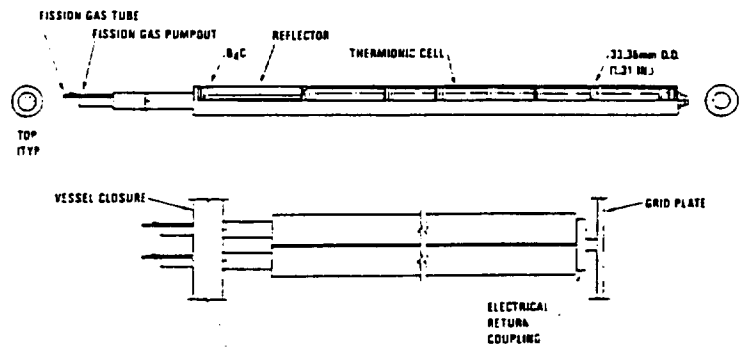 FISSION GAS TUBE
FISSION GAS PUMPOUT
.B4C
REFLECTOR
THERMIONIC CELL
.33.36mm O.D.
(1.31 IN.)
TOP
(TYP
VESSEL CLOSURE
GRID PLATE
ELECTRICAL
RETURN
COUPLING